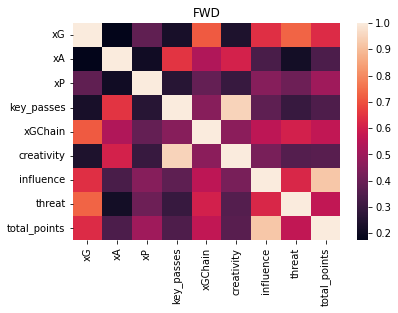 FWD
xG
xA
xP
key_passes
xGChain
creativity
influence
threat
total_points
xG
xA
xP
key_passes
xGChain
creativity
influence
threat
total_points
1.0
0.9
0.8
0.7
0.6
0.5
0.4
0.3
0.2